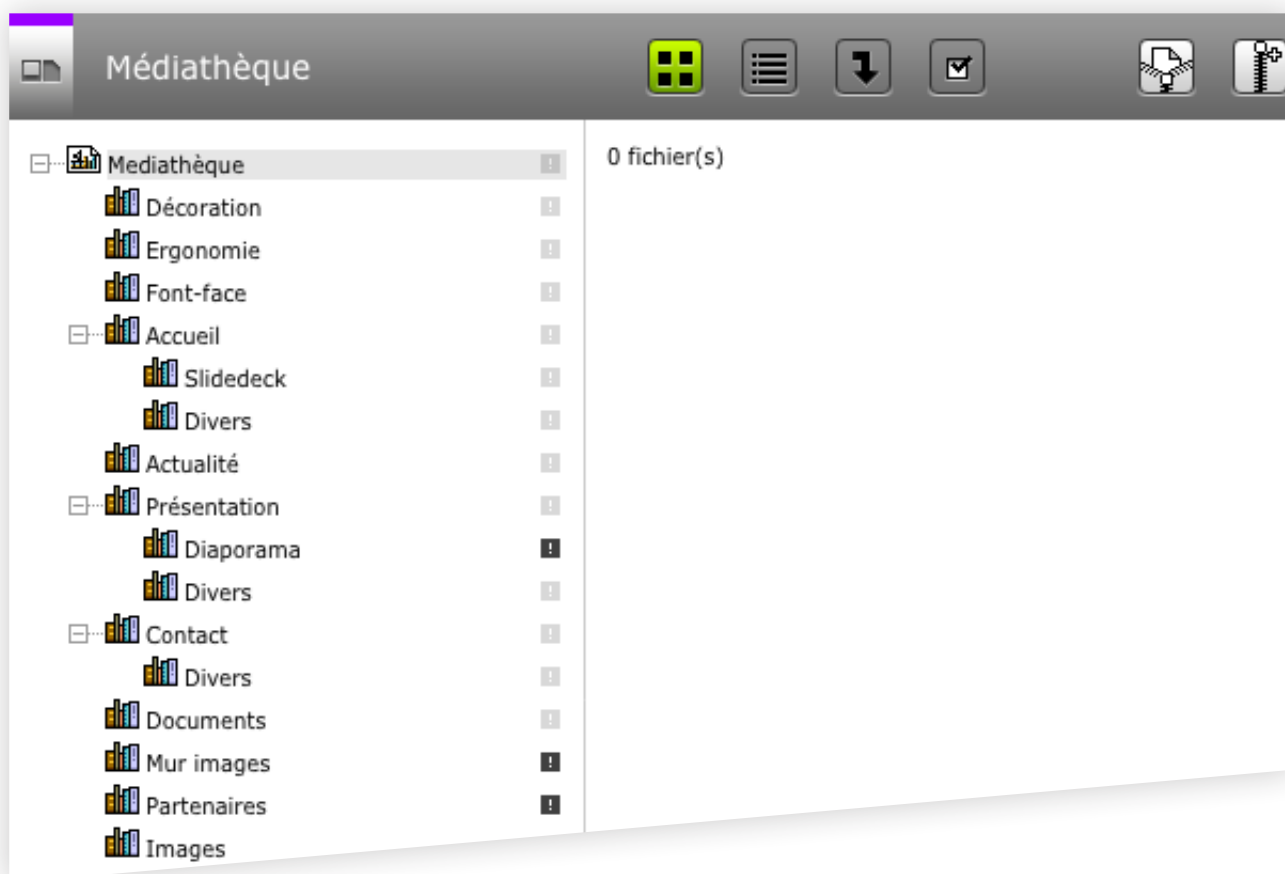 Médiathèque
Mediathèque
0 fichier(s)
Décoration
Ergonomie
Font-face
Accueil
Slidedeck
Divers
Actualité
Présentation
Diaporama
Divers
Contact
Divers
Documents
Mur images
Partenaires
Images